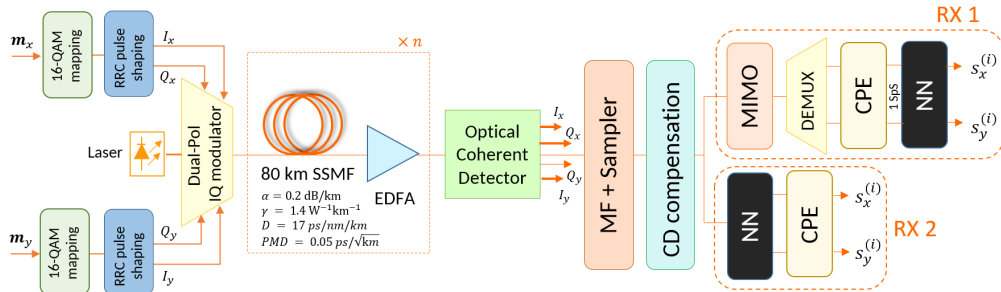 m_x
16-QAM
mapping
RRC pulse
shaping
I_x
Q_x
Laser
Dual-Pol
IQ modulator
m_y
16-QAM
mapping
RRC pulse
shaping
Q_y
I_y
× n
80 km SSMF
α = 0.2 dB/km
γ = 1.4 W⁻¹km⁻¹
D = 17 ps/nm/km
PMD = 0.05 ps/√km
EDFA
Optical
Coherent
Detector
I_x
Q_x
Q_y
I_y
MF + Sampler
CD compensation
RX 1
MIMO
DEMUX
CPE
1 SpS
NN
s_x^(i)
s_y^(i)
RX 2
NN
CPE
s_x^(i)
s_y^(i)